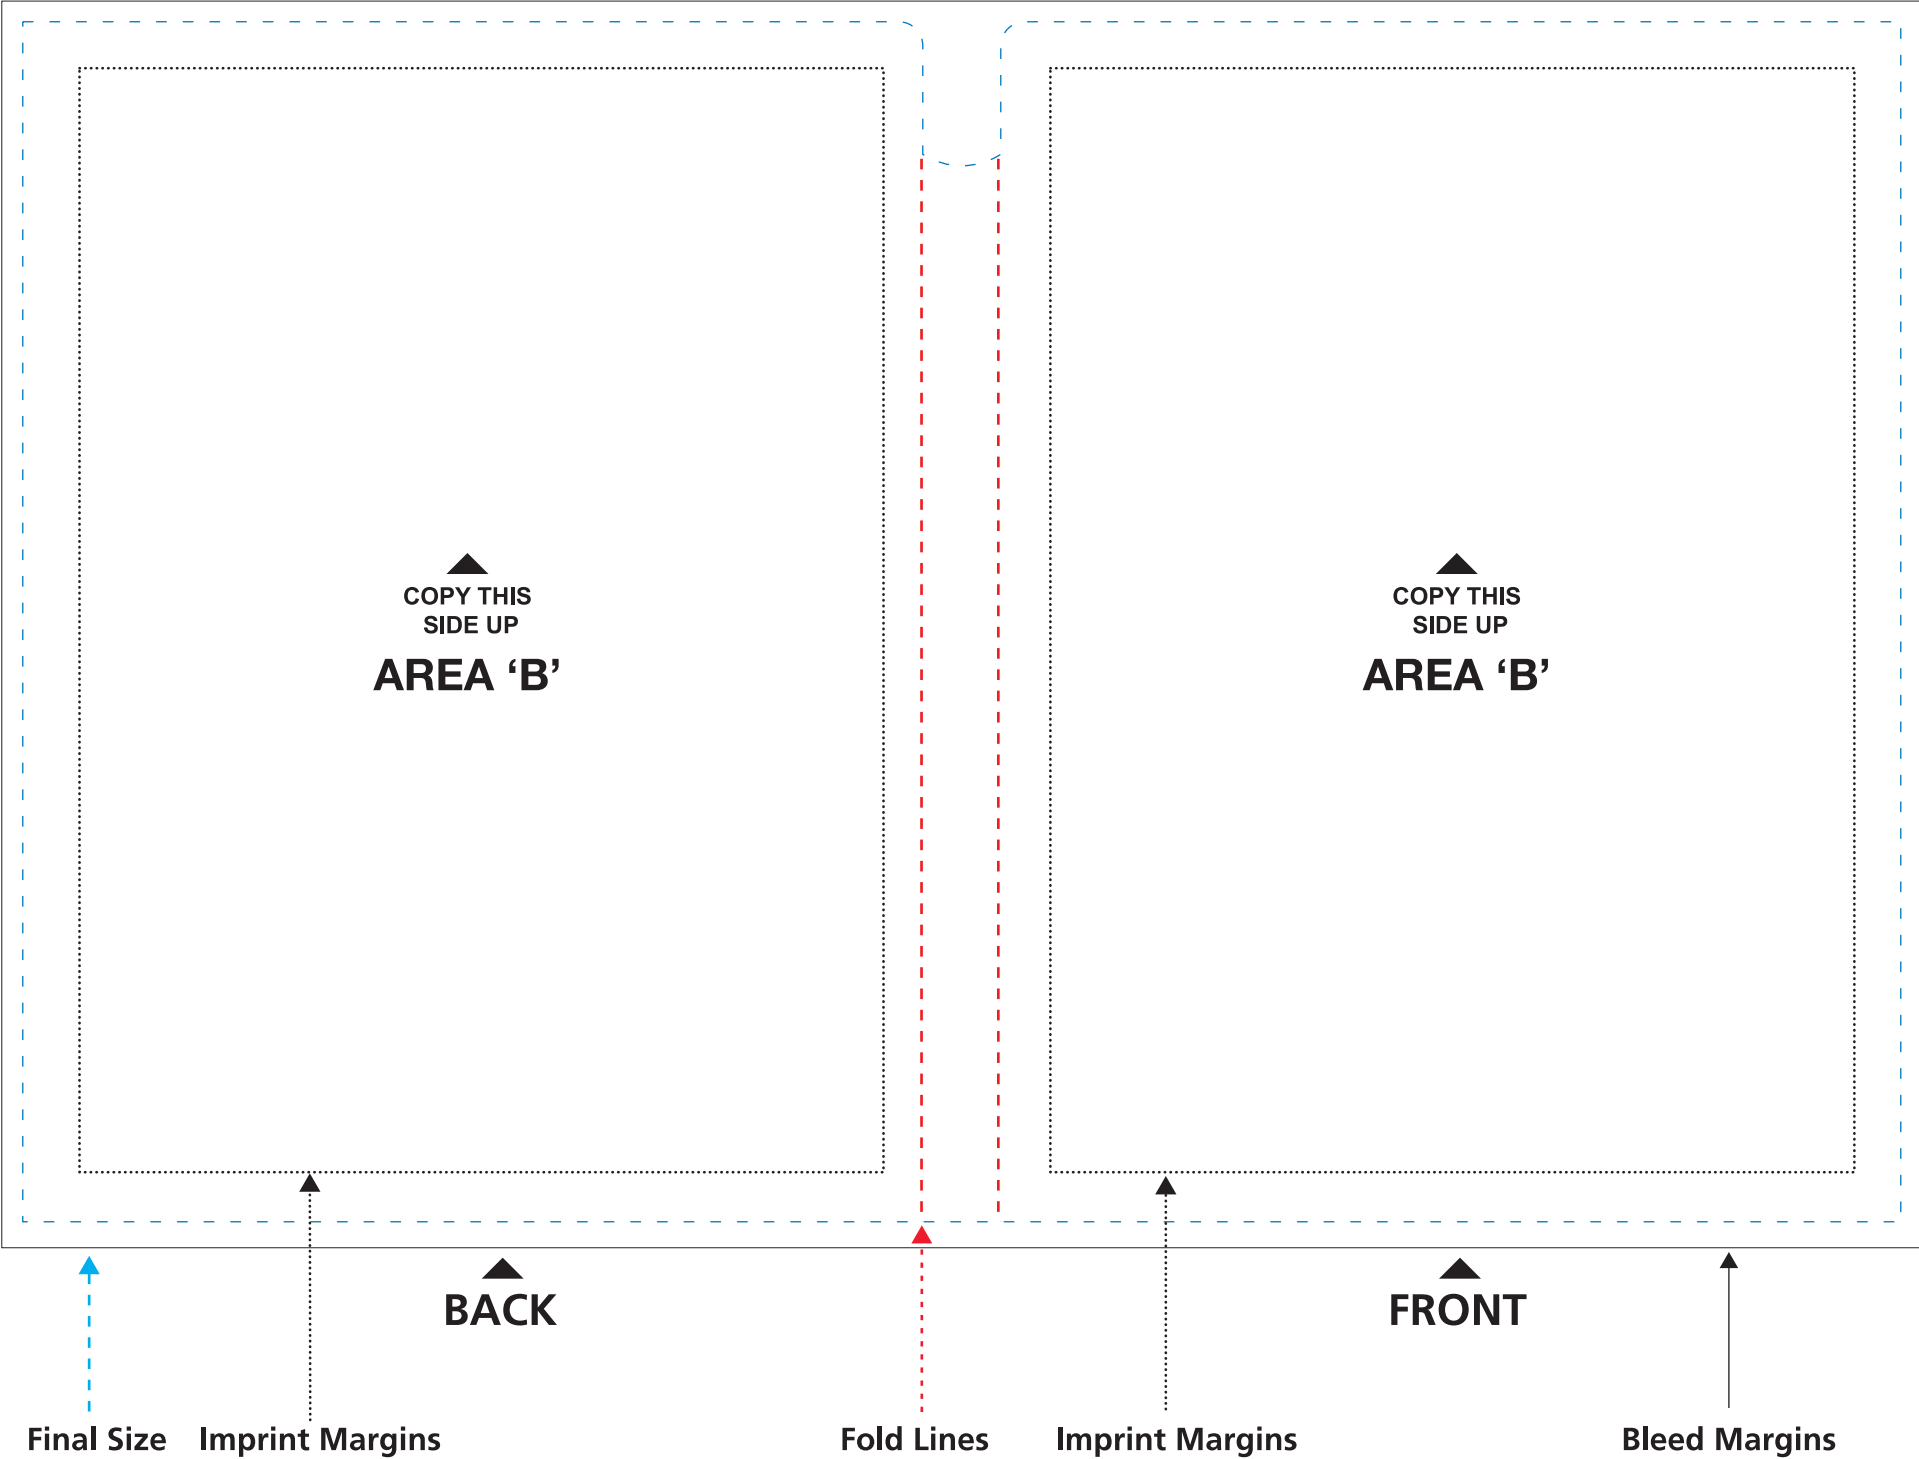 COPY THIS
SIDE UP
AREA ‘B’
COPY THIS
SIDE UP
AREA ‘B’
BACK
FRONT
Final Size
Imprint Margins
Fold Lines
Imprint Margins
Bleed Margins